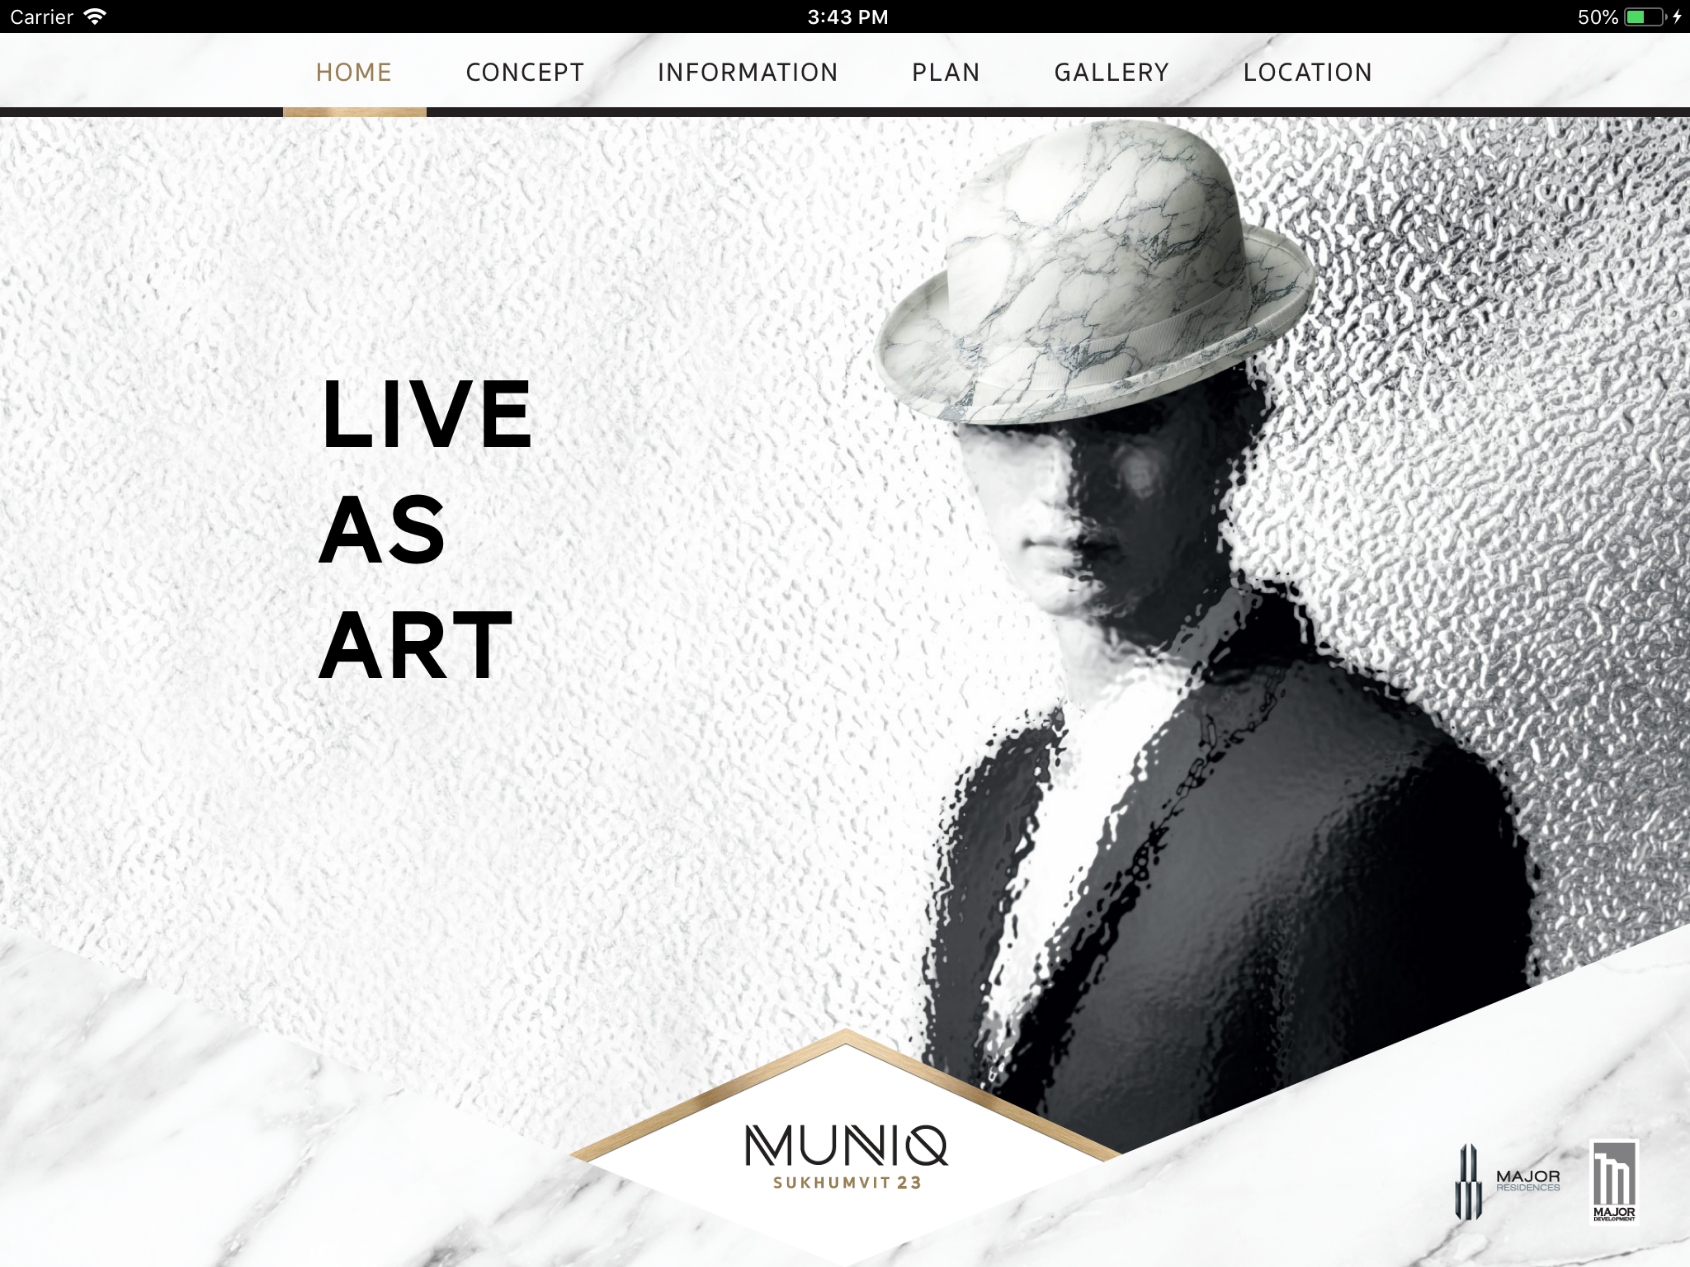 Carrier
3:43 PM
50%
HOME CONCEPT INFORMATION PLAN GALLERY LOCATION
LIVE
AS
ART
MUNIQ
SUKHUMVIT 23
MAJOR
RESIDENCES
MAJOR
DEVELOPMENT